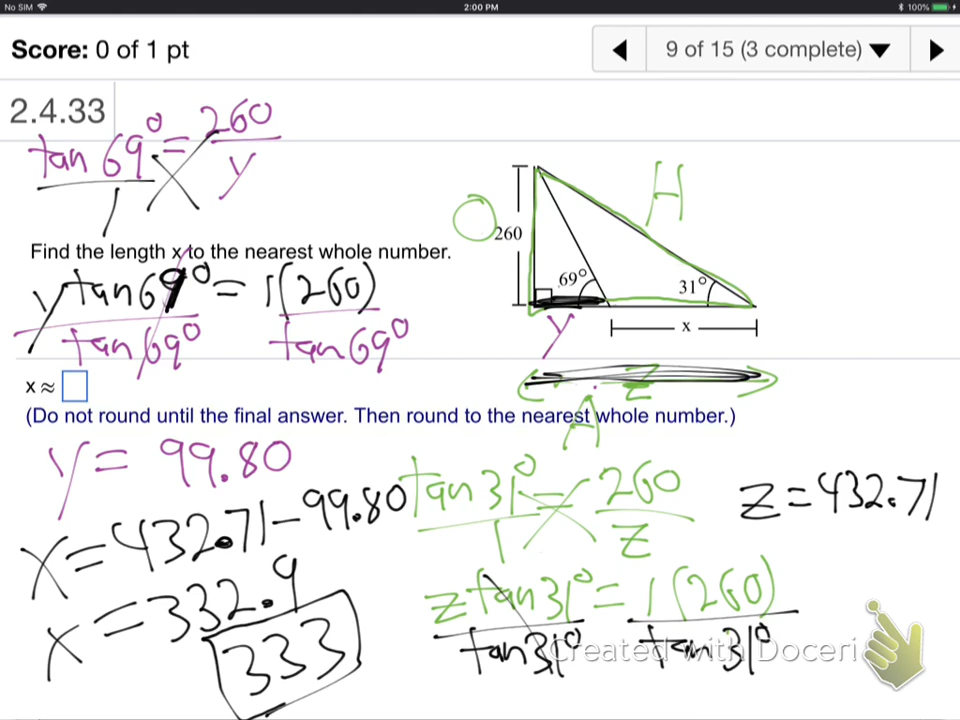 No SIM 2:00 PM 100%
Score: 0 of 1 pt 9 of 15 (3 complete)
2.4.33
tan 69° = 260
1 y
O H
260
69° 31°
Find the length x to the nearest whole number.
y tan 69° = 1(260)
tan 69° tan 69°
y x
z
A
x ≈
(Do not round until the final answer. Then round to the nearest whole number.)
y = 99.80
tan 31° = 260
1 z
z = 432.71
x = 432.71 - 99.80
x = 332.9
333
z tan 31° = 1(260)
tan 31° tan 31°
Created with Doceri